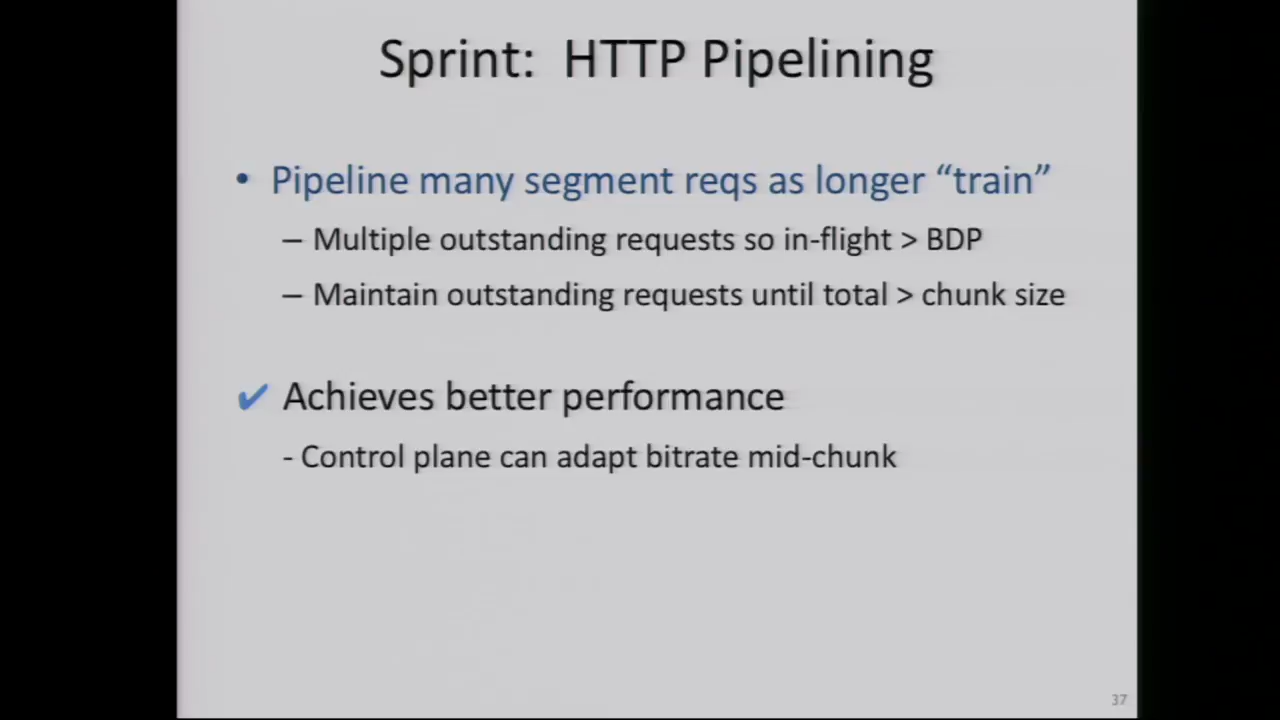 Sprint: HTTP Pipelining
• Pipeline many segment reqs as longer “train”
– Multiple outstanding requests so in-flight > BDP
– Maintain outstanding requests until total > chunk size
✔ Achieves better performance
- Control plane can adapt bitrate mid-chunk
37